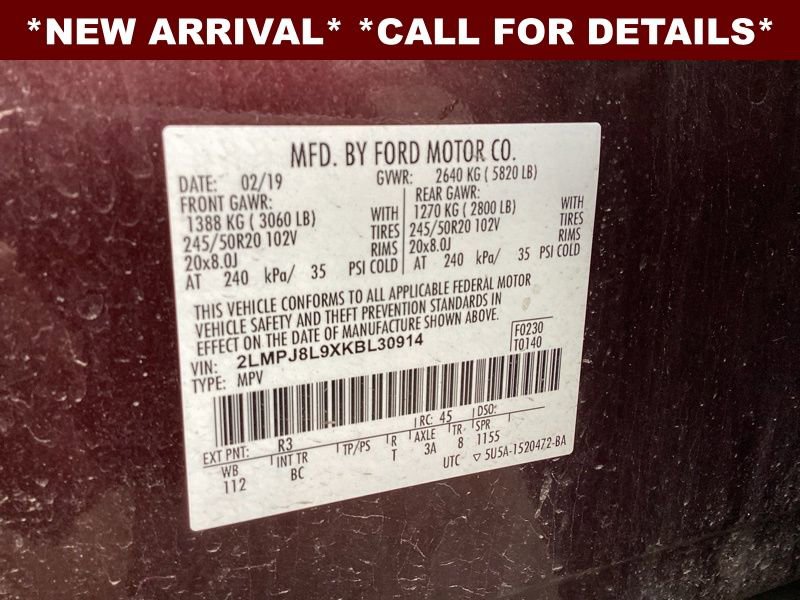 *NEW ARRIVAL* *CALL FOR DETAILS*
MFD. BY FORD MOTOR CO.
DATE: 02/19 GVWR: 2640 KG ( 5820 LB)
FRONT GAWR: REAR GAWR:
1388 KG ( 3060 LB) WITH 1270 KG ( 2800 LB) WITH
245/50R20 102V TIRES 245/50R20 102V TIRES
20x8.0J RIMS 20x8.0J RIMS
AT 240 kPa/ 35 PSI COLD AT 240 kPa/ 35 PSI COLD
THIS VEHICLE CONFORMS TO ALL APPLICABLE FEDERAL MOTOR
VEHICLE SAFETY AND THEFT PREVENTION STANDARDS IN
EFFECT ON THE DATE OF MANUFACTURE SHOWN ABOVE.
VIN: 2LMPJ8L9XKBL30914 F0230
TYPE: MPV T0140
EXT PNT: R3 RC: 45 DSO:
WB INT TR TP/PS R AXLE TR SPR
112 BC T 3A 8 1155
UTC ▽ 5U5A-1520472-BA